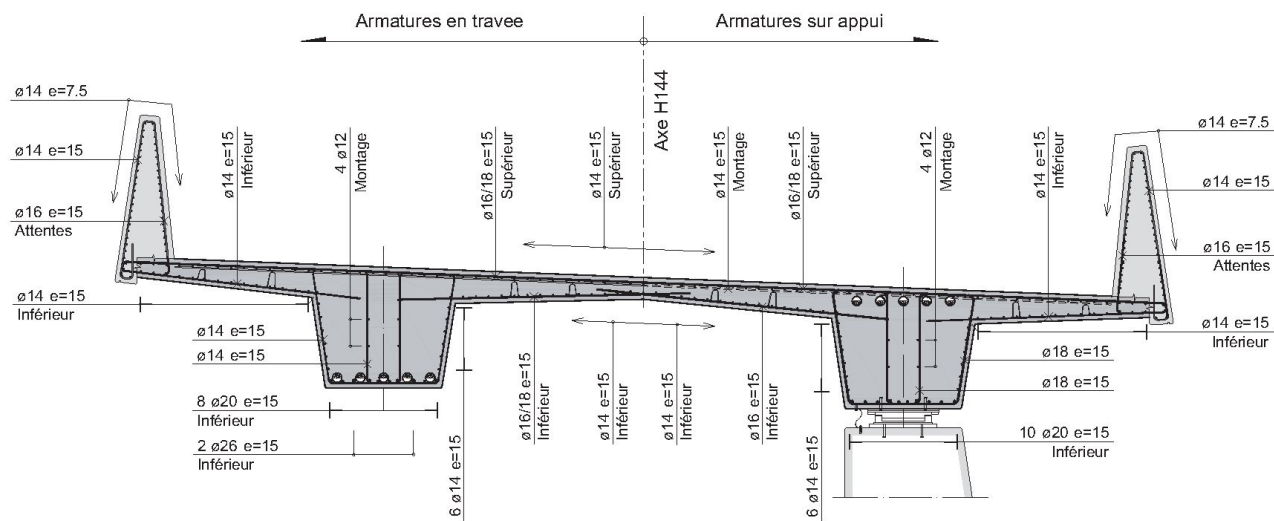 Armatures en travee
Armatures sur appui
Axe H144
ø14 e=7.5
ø14 e=15
ø16 e=15
Attentes
ø14 e=15
Inférieur
ø14 e=15
Inférieur
4 ø12
Montage
ø16/18 e=15
Supérieur
ø14 e=15
Supérieur
ø14 e=15
Montage
ø16/18 e=15
Supérieur
4 ø12
Montage
ø14 e=15
Inférieur
ø14 e=7.5
ø14 e=15
ø16 e=15
Attentes
ø14 e=15
Inférieur
ø14 e=15
ø14 e=15
8 ø20 e=15
Inférieur
2 ø26 e=15
Inférieur
6 ø14 e=15
ø16/18 e=15
Inférieur
ø14 e=15
Inférieur
ø14 e=15
Inférieur
ø16 e=15
Inférieur
6 ø14 e=15
ø18 e=15
ø18 e=15
10 ø20 e=15
Inférieur